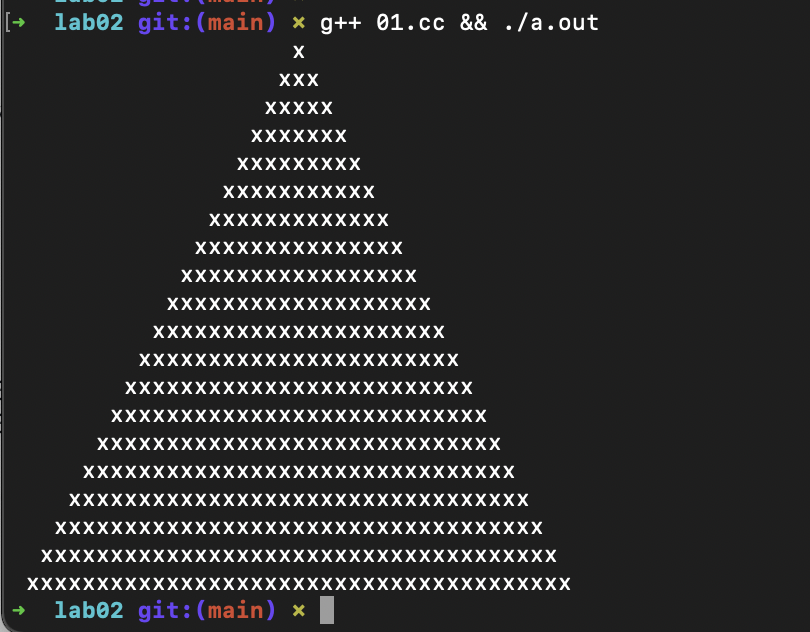 [➜  lab02 git:(main) ✗ g++ 01.cc && ./a.out
                    x
                   xxx
                  xxxxx
                 xxxxxxx
                xxxxxxxxx
               xxxxxxxxxxx
              xxxxxxxxxxxxx
             xxxxxxxxxxxxxxx
            xxxxxxxxxxxxxxxxx
           xxxxxxxxxxxxxxxxxxx
          xxxxxxxxxxxxxxxxxxxxx
         xxxxxxxxxxxxxxxxxxxxxxx
        xxxxxxxxxxxxxxxxxxxxxxxxx
       xxxxxxxxxxxxxxxxxxxxxxxxxxx
      xxxxxxxxxxxxxxxxxxxxxxxxxxxxx
     xxxxxxxxxxxxxxxxxxxxxxxxxxxxxxx
    xxxxxxxxxxxxxxxxxxxxxxxxxxxxxxxxx
   xxxxxxxxxxxxxxxxxxxxxxxxxxxxxxxxxxx
  xxxxxxxxxxxxxxxxxxxxxxxxxxxxxxxxxxxxx
 xxxxxxxxxxxxxxxxxxxxxxxxxxxxxxxxxxxxxxx
➜  lab02 git:(main) ✗